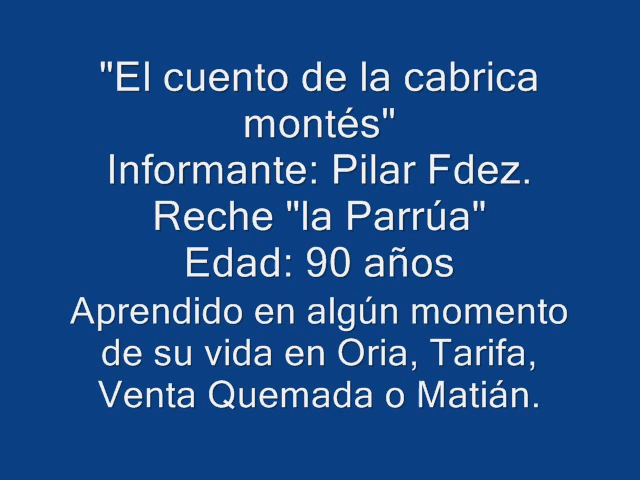 "El cuento de la cabrica
montés"
Informante: Pilar Fdez.
Reche "la Parrúa"
Edad: 90 años
Aprendido en algún momento
de su vida en Oria, Tarifa,
Venta Quemada o Matián.